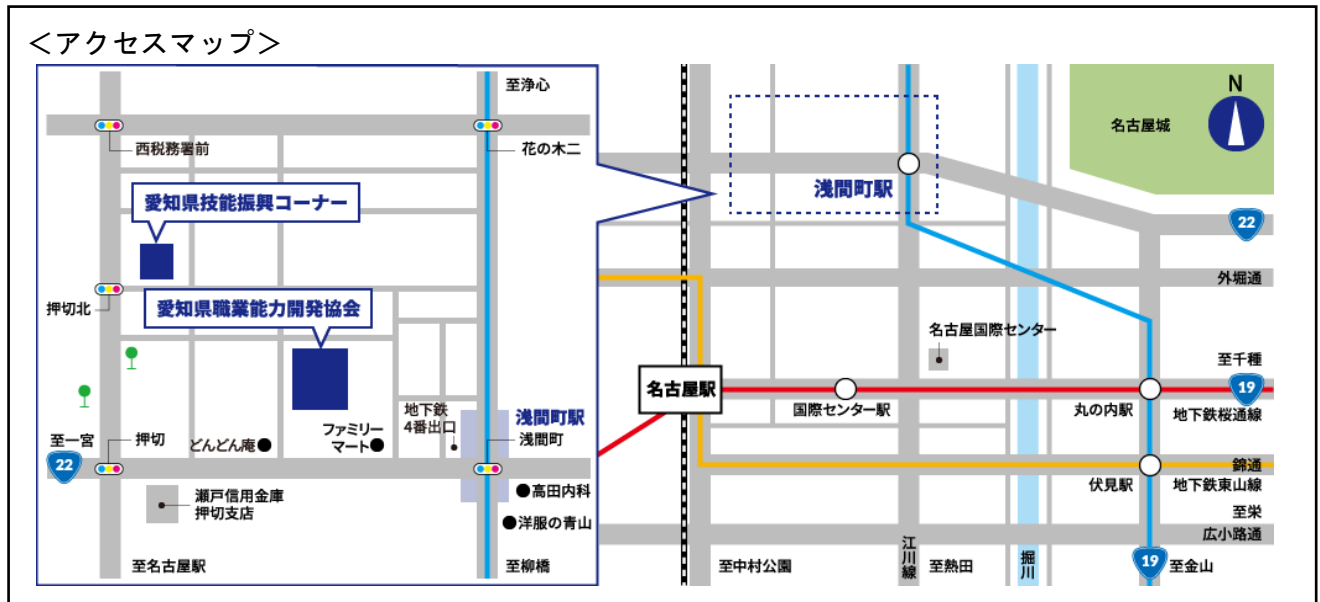 ＜アクセスマップ＞
至浄心
西税務署前
花の木二
愛知県技能振興コーナー
押切北
愛知県職業能力開発協会
地下鉄
4番出口
浅間町駅
浅間町
至一宮
押切
どんどん庵
ファミリー
マート
22
瀬戸信用金庫
押切支店
高田内科
洋服の青山
至名古屋駅
至柳橋
N
名古屋城
浅間町駅
22
外堀通
名古屋国際センター
至千種
名古屋駅
19
国際センター駅
丸の内駅
地下鉄桜通線
錦通
伏見駅
地下鉄東山線
至栄
広小路通
至中村公園
江川線
至熱田
堀川
19
至金山